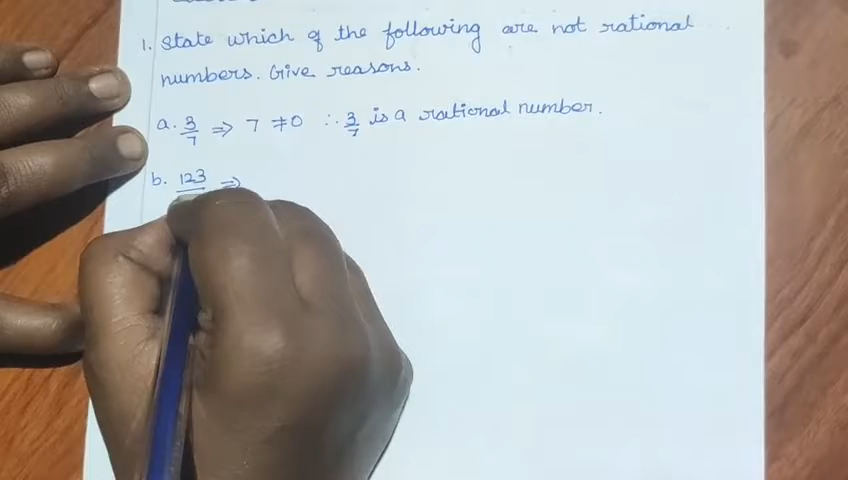 1. State which of the following are not rational
numbers. Give reasons.
a. 3/7 ⇒ 7 ≠ 0 ∴ 3/7 is a rational number.
b. 123 ⇒